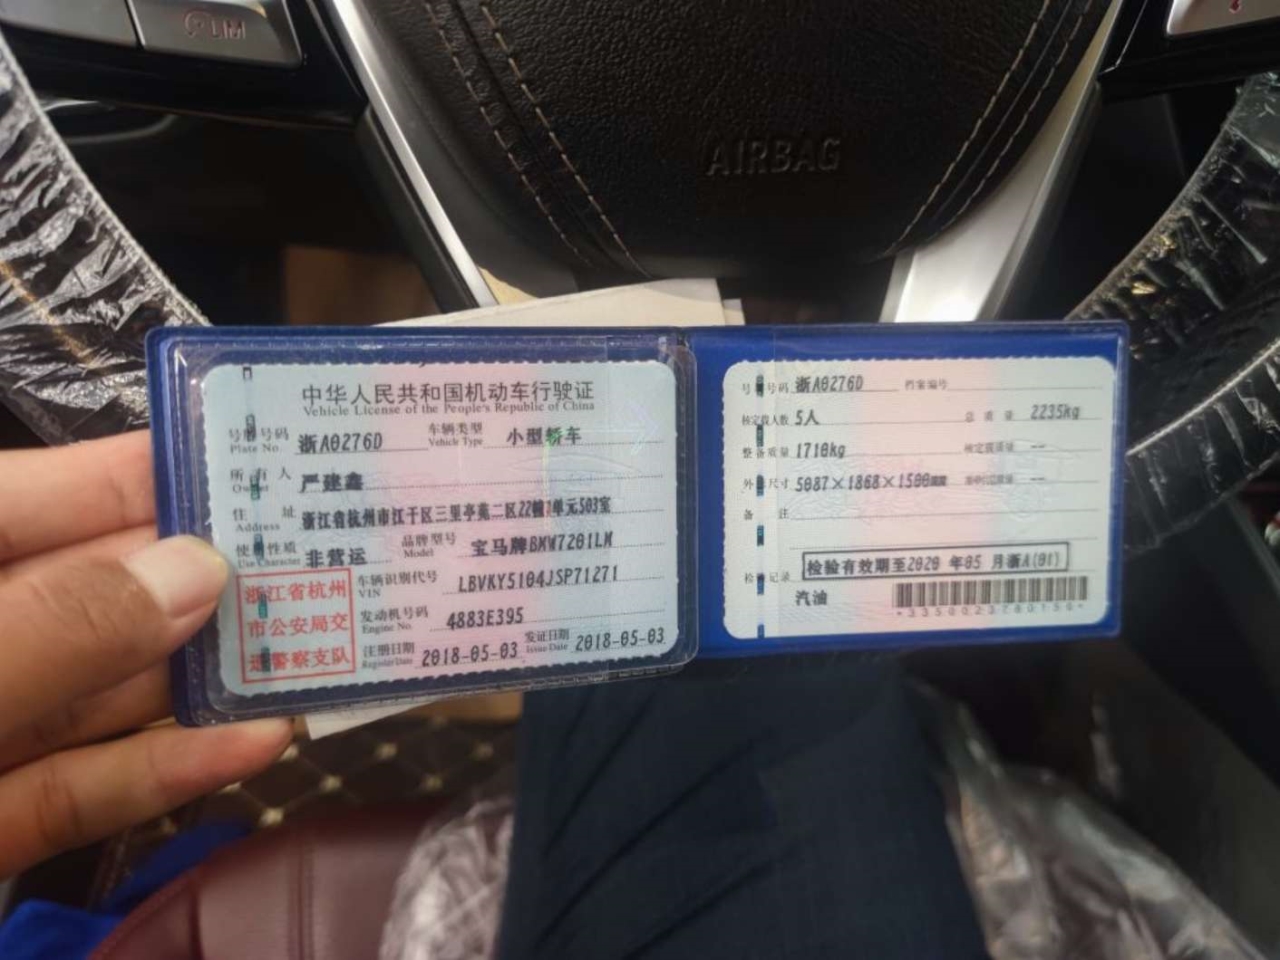 LIM
AIRBAG
中华人民共和国机动车行驶证
Vehicle License of the People's Republic of China
号牌号码 浙A0276D 车辆类型 小型轿车
Plate No. Vehicle Type
所有人 严建鑫
Owner
住址 浙江省杭州市江干区三里亭苑二区22幢1单元503室
Address
使用性质 非营运 品牌型号 宝马牌BMW7201LM
Use Character Model
浙江省杭州
市公安局交
通警察支队
车辆识别代号 LBVKY5104JSP71271
VIN
发动机号码 4883E395
Engine No.
注册日期 2018-05-03 发证日期 2018-05-03
Register Date Issue Date
号牌号码 浙A0276D 档案编号
核定载人数 5人 总质量 2235kg
整备质量 1710kg 核定载质量 --
外廓尺寸 5087×1868×1500mm --
备注
检验记录 检验有效期至2020年05月浙A(01)
汽油